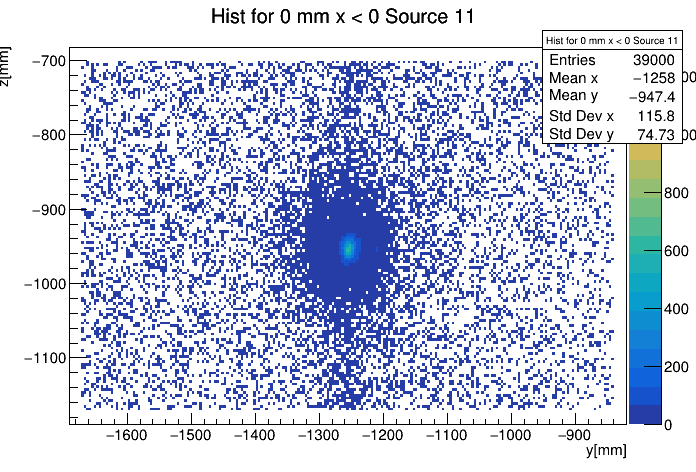 Hist for 0 mm x < 0 Source 11
z[mm]
Hist for 0 mm x < 0 Source 11
Entries 39000
Mean x −1258
Mean y −947.4
Std Dev x 115.8
Std Dev y 74.73
−700
−800
−900
−1000
−1100
800
600
400
200
0
−1600 −1500 −1400 −1300 −1200 −1100 −1000 −900
y[mm]